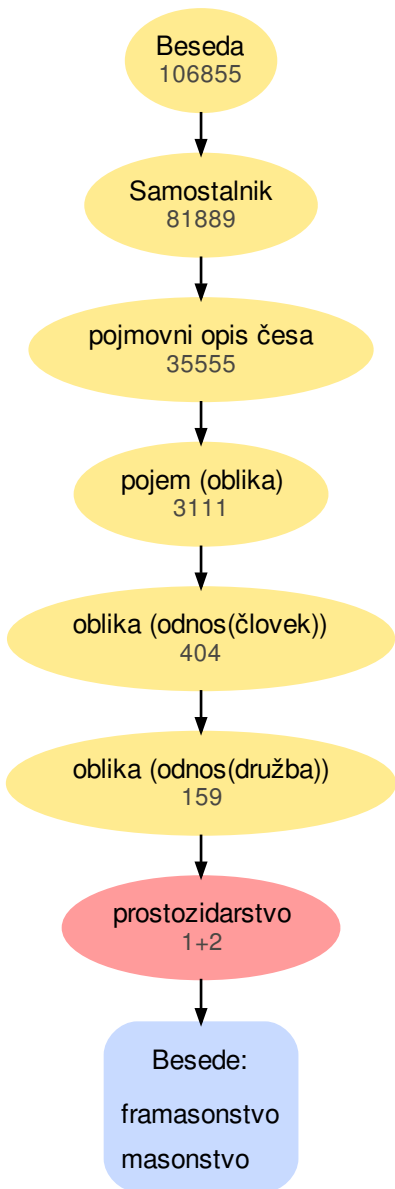 Beseda
106855
Samostalnik
81889
pojmovni opis česa
35555
pojem (oblika)
3111
oblika (odnos(človek))
404
oblika (odnos(družba))
159
prostozidarstvo
1+2
Besede:
framasonstvo
masonstvo